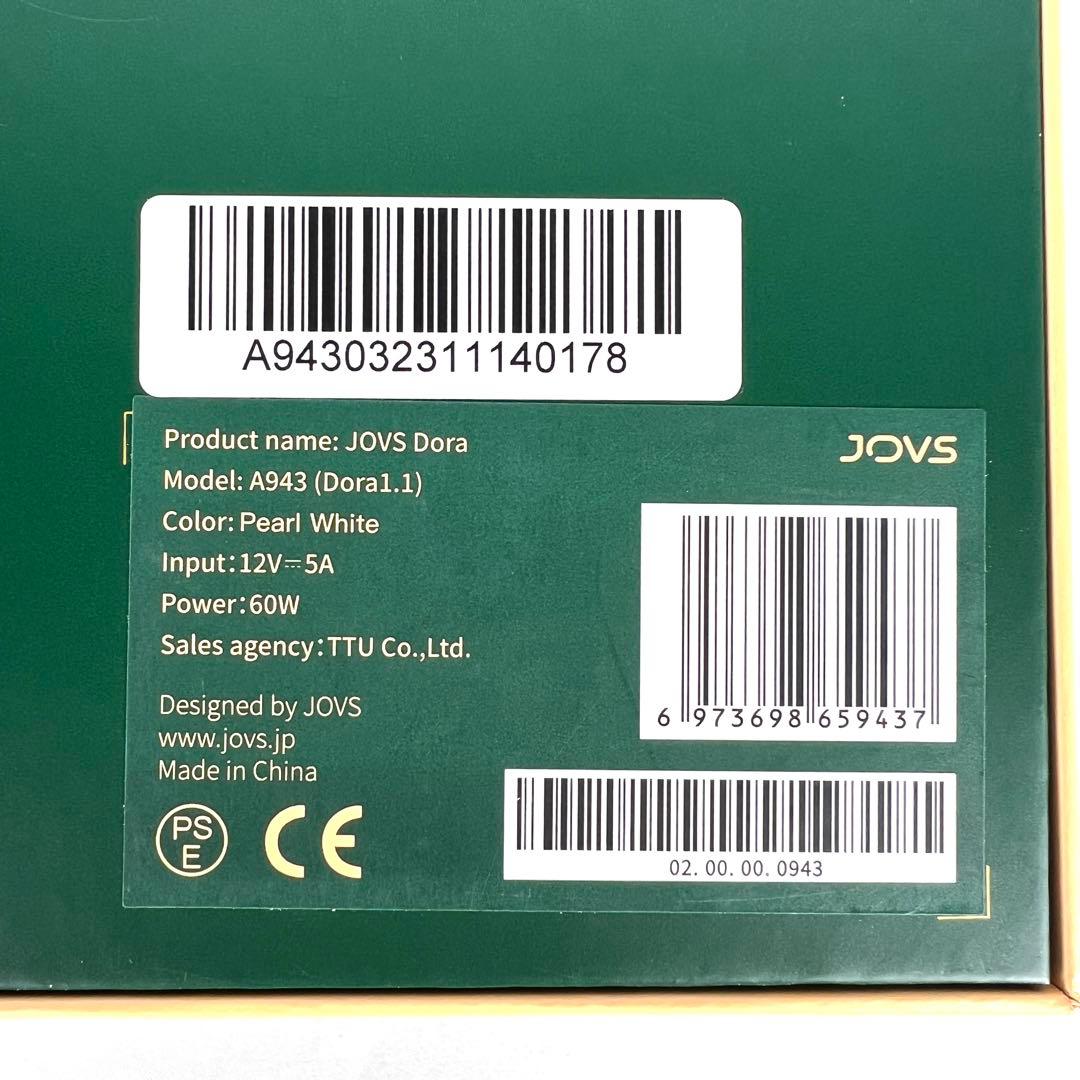 A943032311140178
Product name: JOVS Dora
JOVS
Model: A943 (Dora1.1)
Color: Pearl White
Input:12V⎓5A
Power:60W
Sales agency:TTU Co.,Ltd.
6 973698 659437
Designed by JOVS
www.jovs.jp
Made in China
PS
E
CE
02. 00. 00. 0943